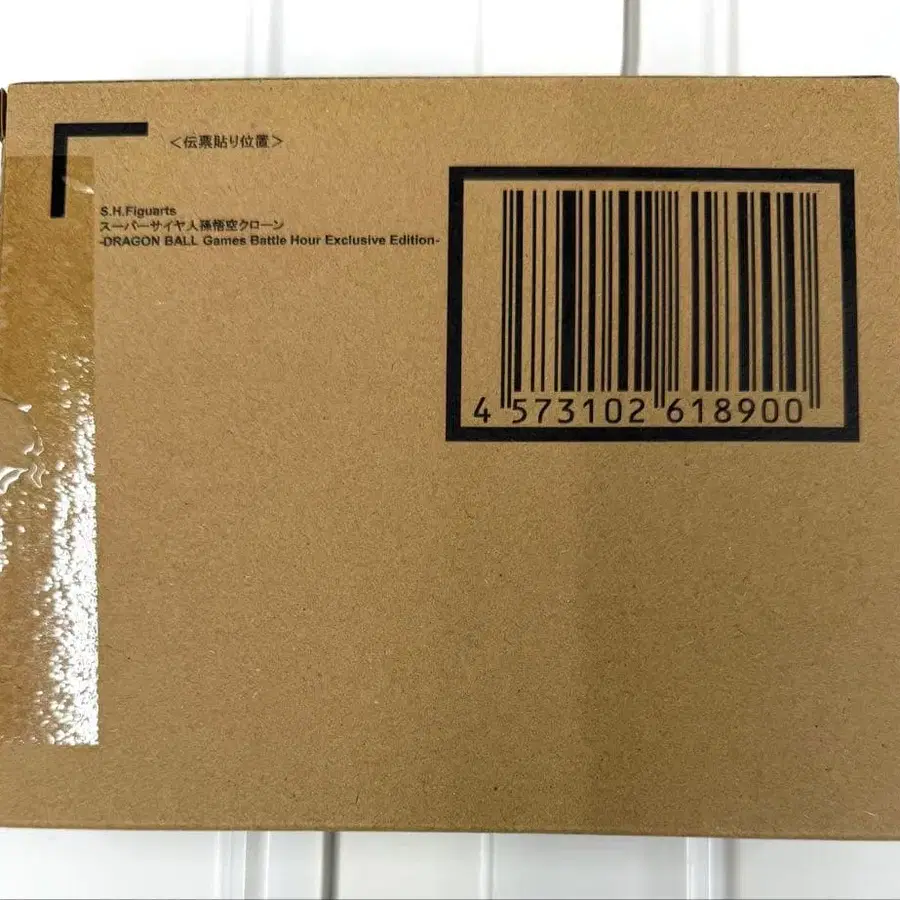 ＜伝票貼り位置＞
S.H.Figuarts
スーパーサイヤ人孫悟空クローン
-DRAGON BALL Games Battle Hour Exclusive Edition-
4 573102 618900